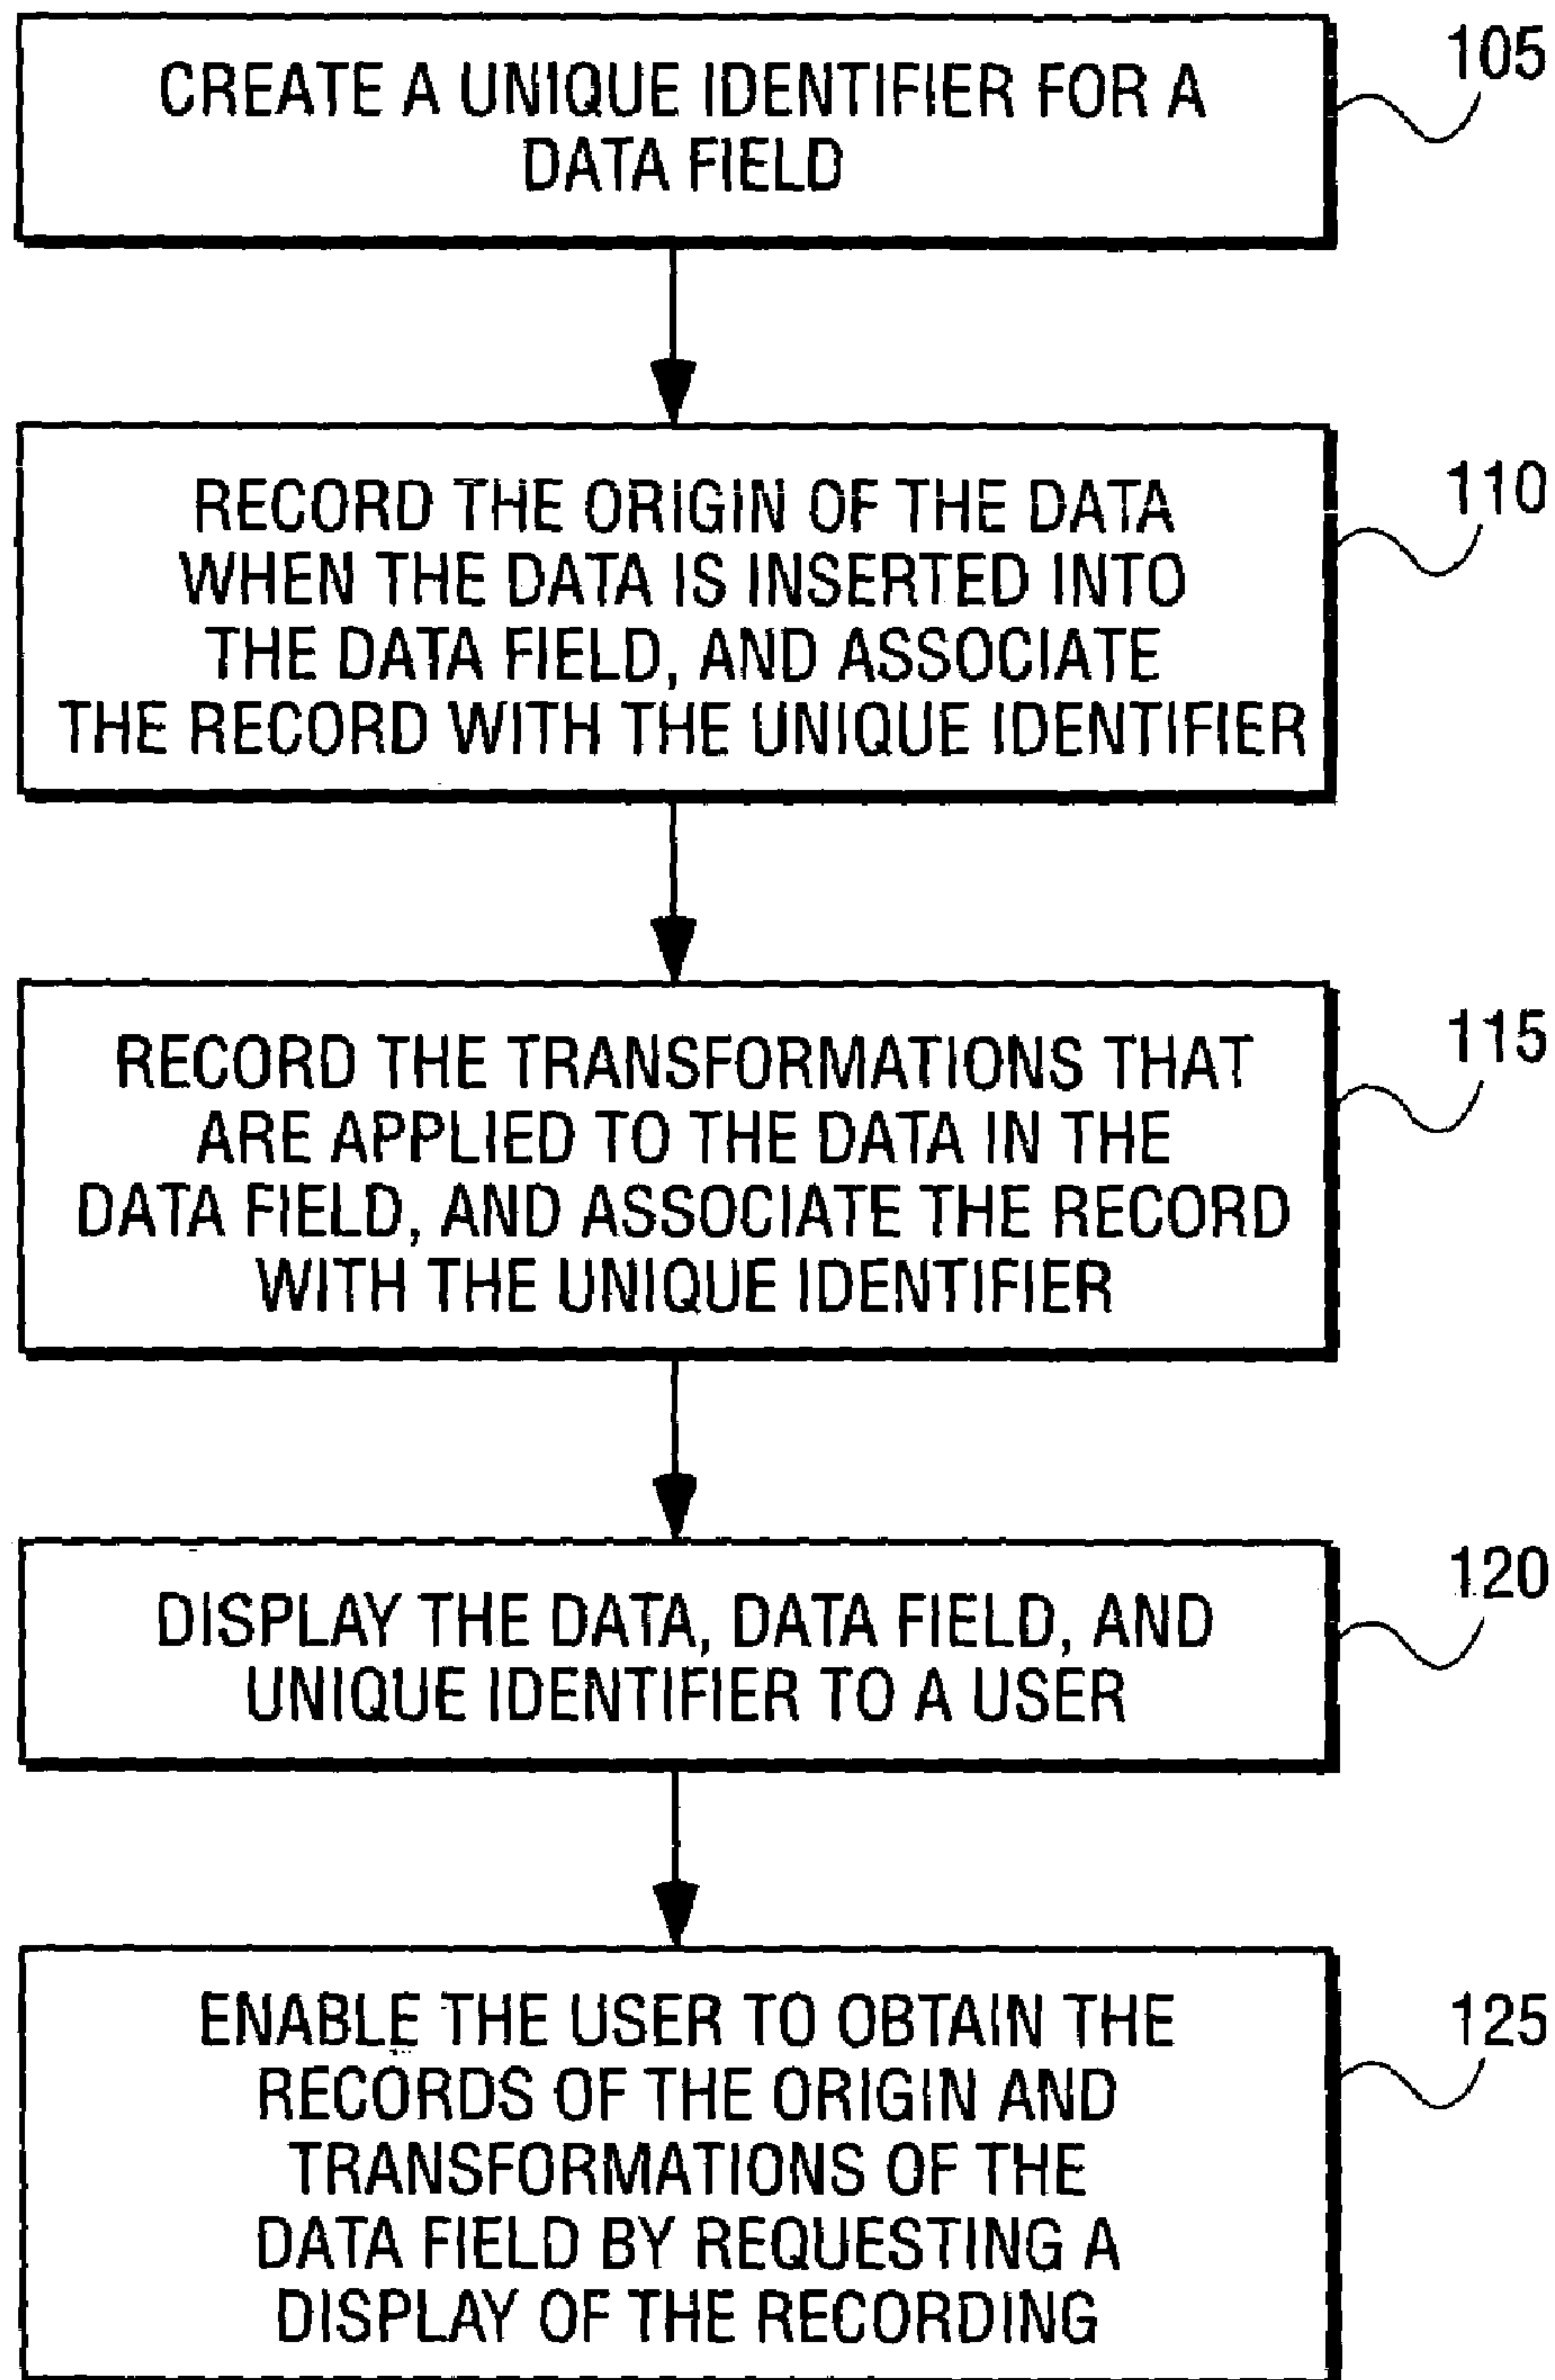 CREATE A UNIQUE IDENTIFIER FOR A
DATA FIELD
105
RECORD THE ORIGIN OF THE DATA
WHEN THE DATA IS INSERTED INTO
THE DATA FIELD, AND ASSOCIATE
THE RECORD WITH THE UNIQUE IDENTIFIER
110
RECORD THE TRANSFORMATIONS THAT
ARE APPLIED TO THE DATA IN THE
DATA FIELD, AND ASSOCIATE THE RECORD
WITH THE UNIQUE IDENTIFIER
115
DISPLAY THE DATA, DATA FIELD, AND
UNIQUE IDENTIFIER TO A USER
120
ENABLE THE USER TO OBTAIN THE
RECORDS OF THE ORIGIN AND
TRANSFORMATIONS OF THE
DATA FIELD BY REQUESTING A
DISPLAY OF THE RECORDING
125